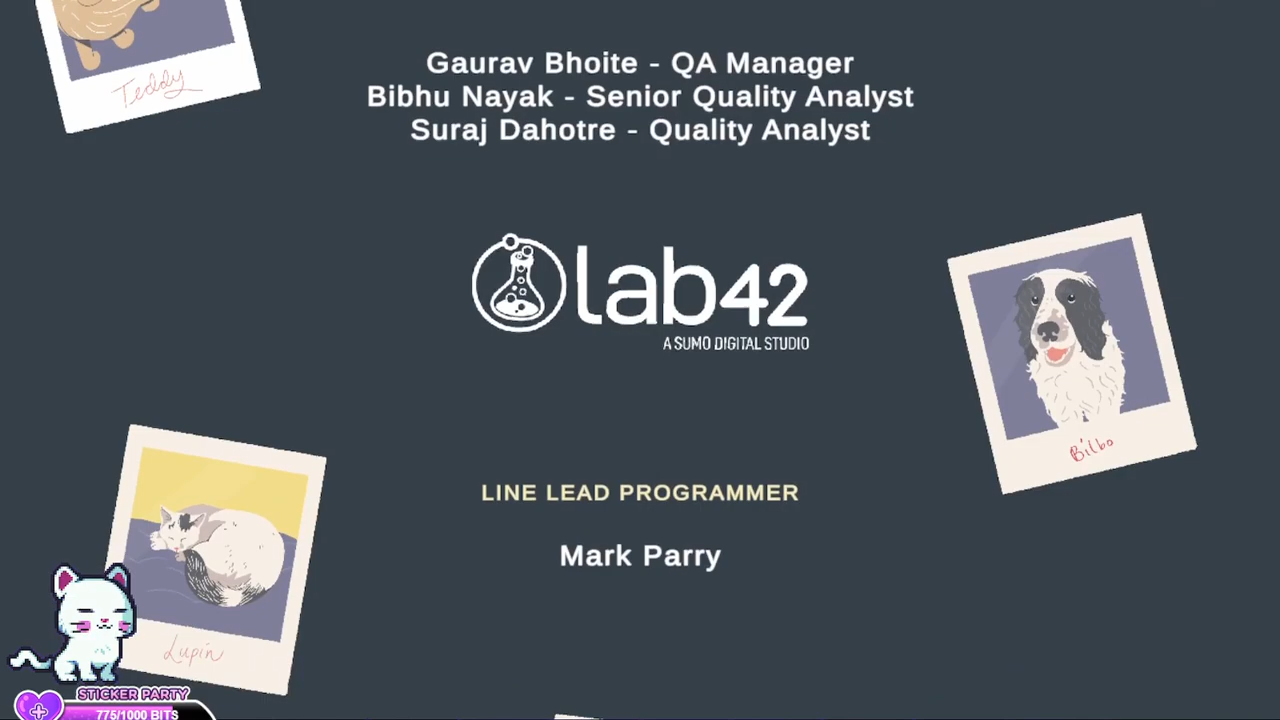 Teddy
Gaurav Bhoite - QA Manager
Bibhu Nayak - Senior Quality Analyst
Suraj Dahotre - Quality Analyst
lab42
A SUMO DIGITAL STUDIO
Bilbo
LINE LEAD PROGRAMMER
Mark Parry
Lupin
STICKER PARTY
775/1000 BITS